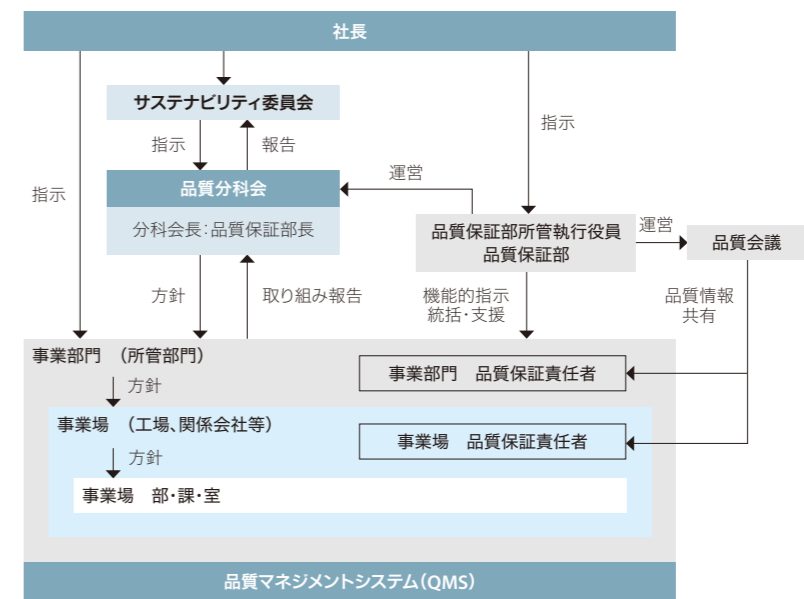 社長
サステナビリティ委員会
指示
指示
報告
運営
品質分科会
指示
分科会長：品質保証部長
品質保証部所管執行役員
品質保証部
運営
品質会議
方針
取り組み報告
機能的指示
統括・支援
品質情報
共有
事業部門　（所管部門）
事業部門　品質保証責任者
方針
事業場　（工場、関係会社等）
事業場　品質保証責任者
方針
事業場　部・課・室
品質マネジメントシステム（QMS）